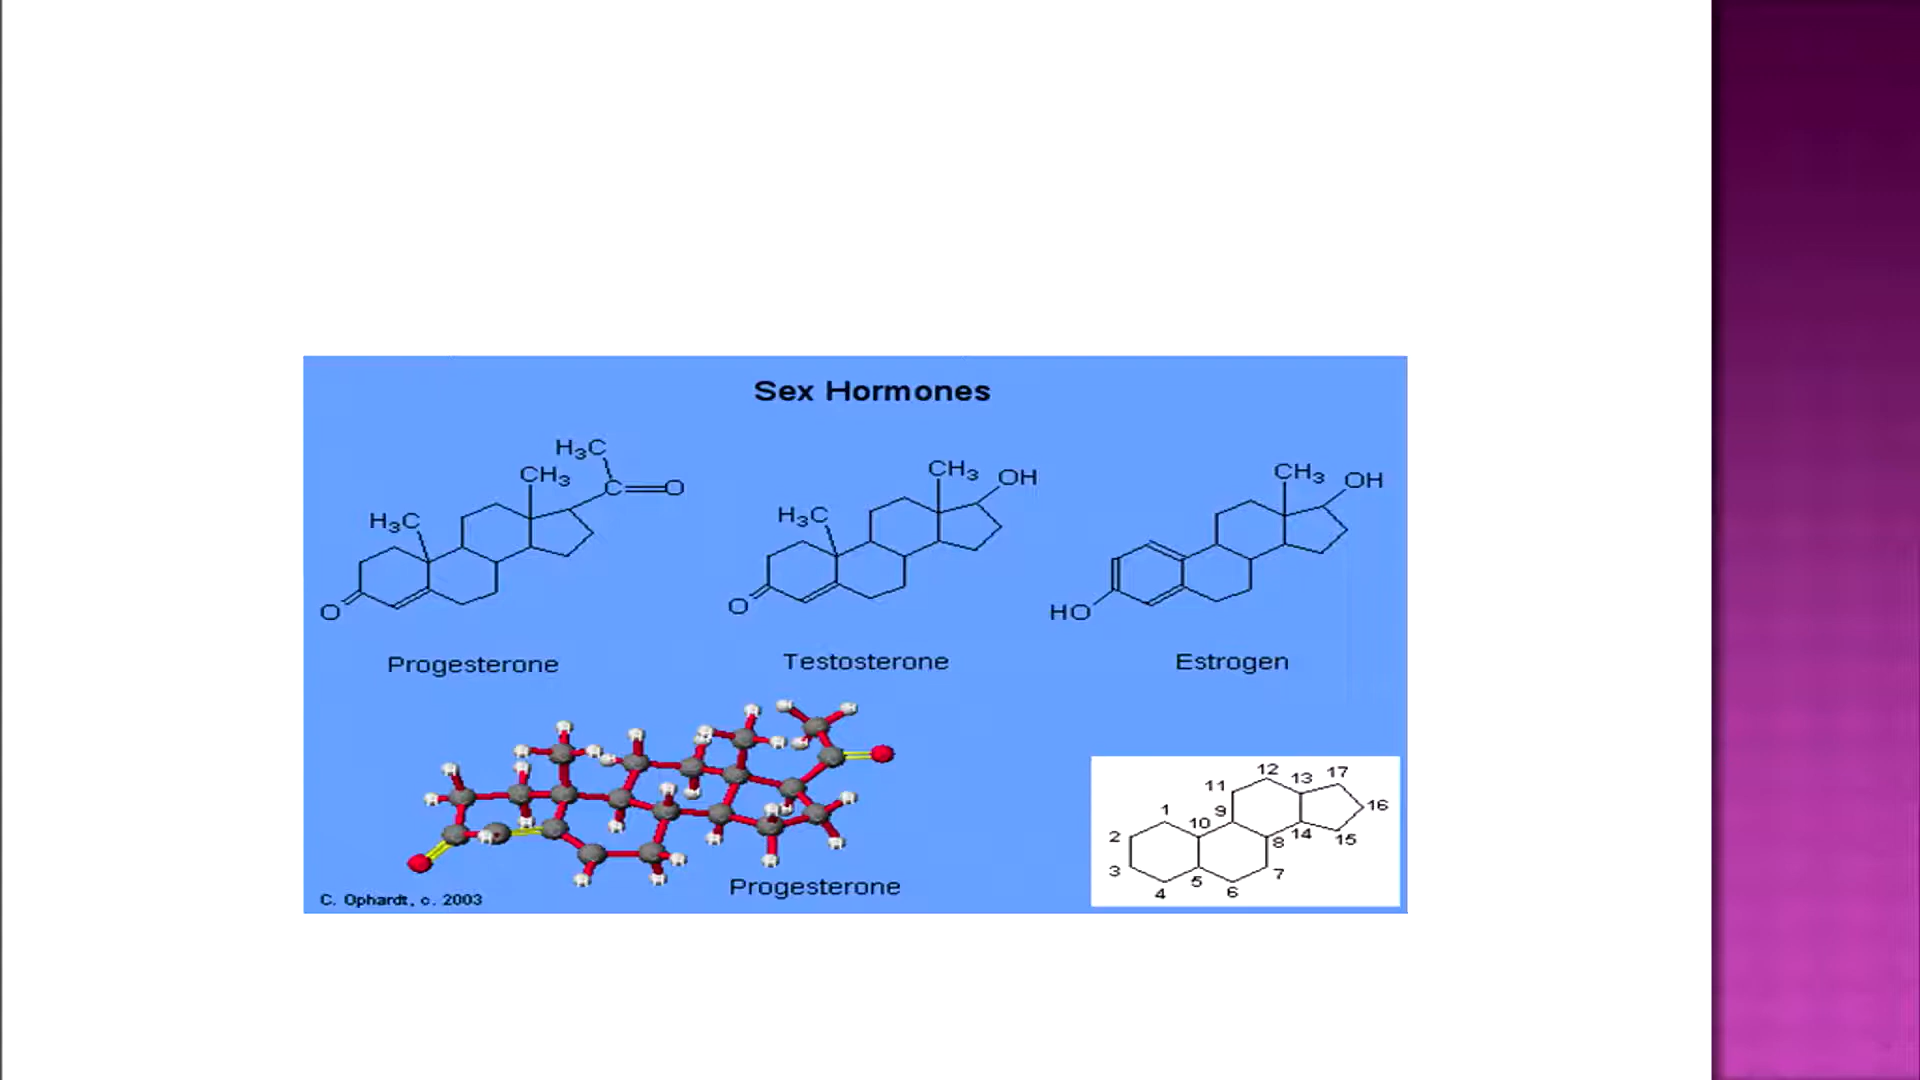 Sex Hormones
H3C
CH3
C
O
H3C
O
Progesterone
CH3
OH
H3C
O
Testosterone
CH3
OH
HO
Estrogen
Progesterone
C. Ophardt, c. 2003
12
13
17
11
16
1
9
10
2
14
15
8
3
5
7
4
6